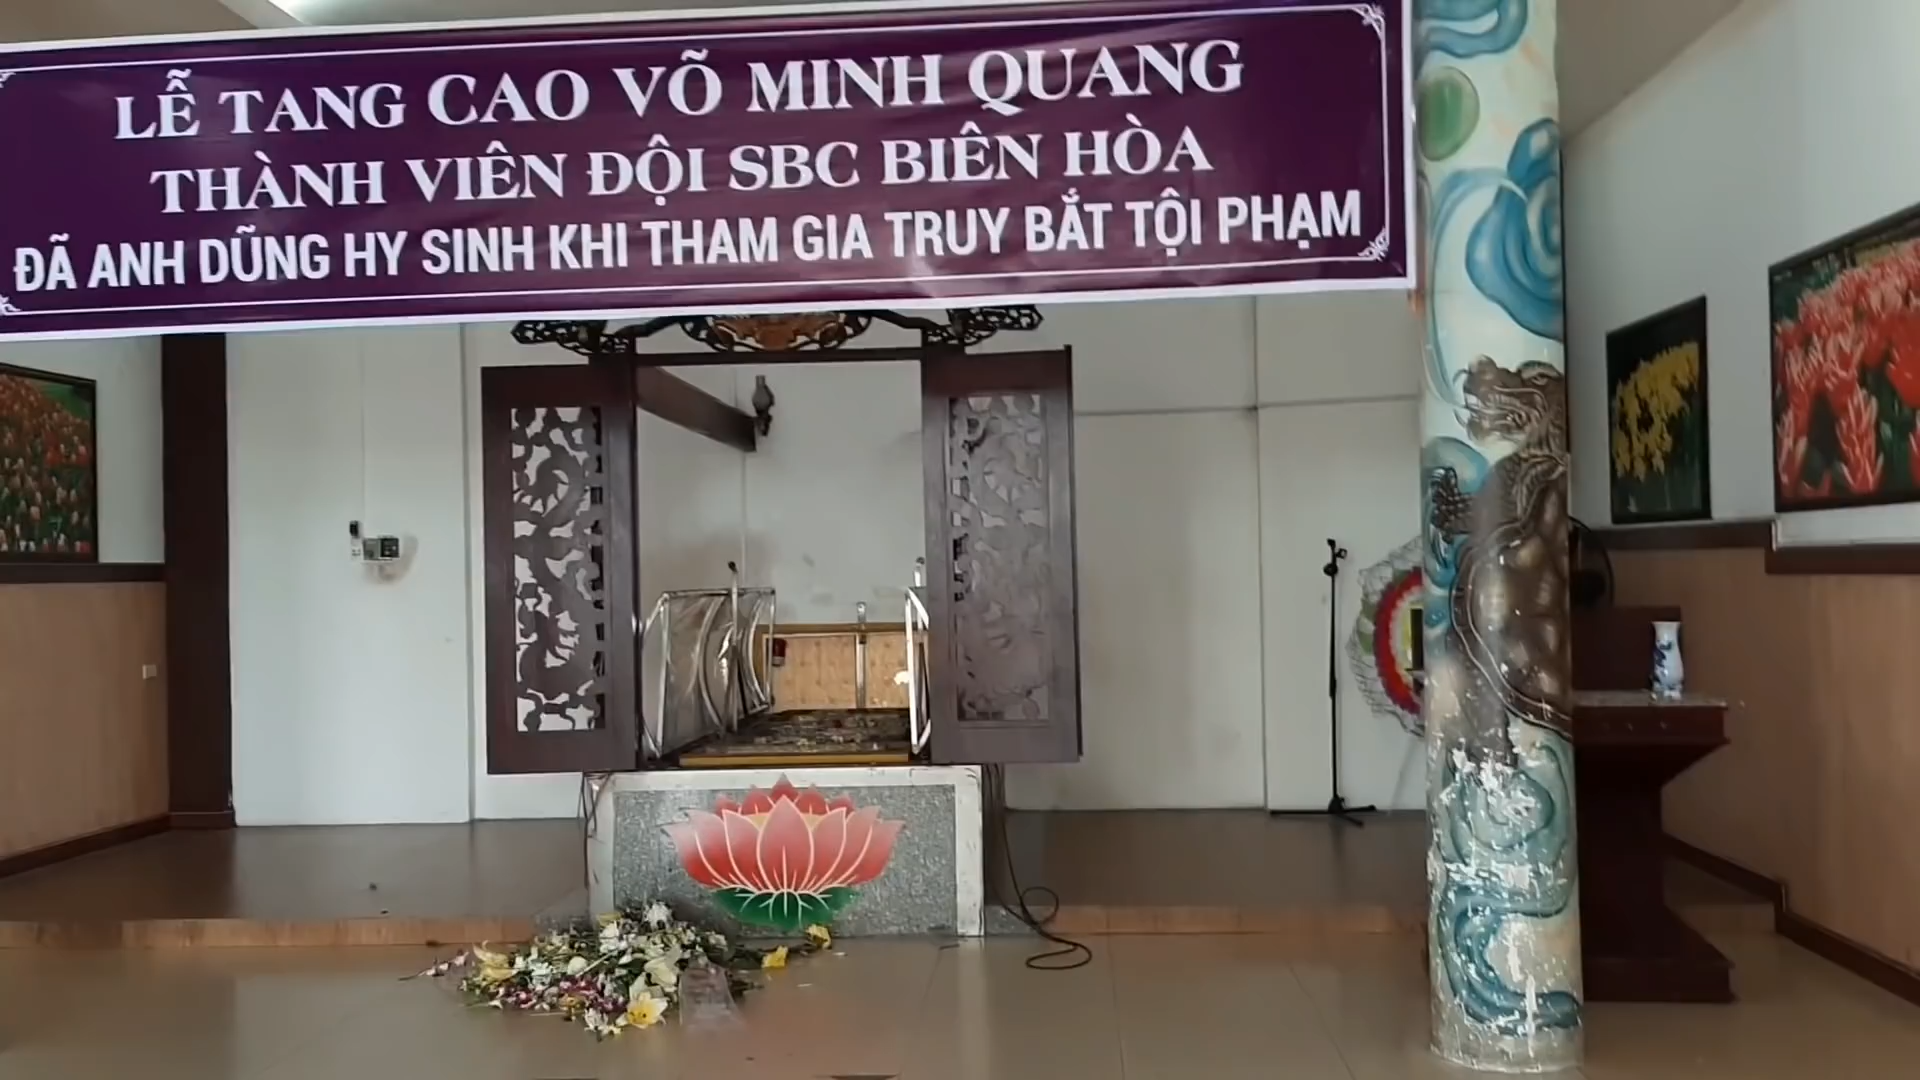 LỄ TANG CAO VÕ MINH QUANG
THÀNH VIÊN ĐỘI SBC BIÊN HÒA
ĐÃ ANH DŨNG HY SINH KHI THAM GIA TRUY BẮT TỘI PHẠM